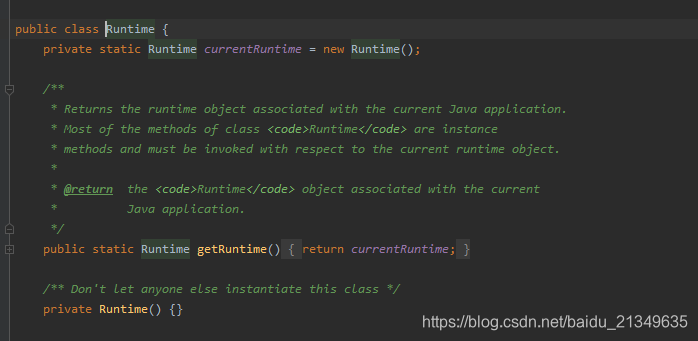 public class Runtime {
    private static Runtime currentRuntime = new Runtime();
    /**
     * Returns the runtime object associated with the current Java application.
     * Most of the methods of class <code>Runtime</code> are instance
     * methods and must be invoked with respect to the current runtime object.
     *
     * @return  the <code>Runtime</code> object associated with the current
     *          Java application.
     */
    public static Runtime getRuntime() { return currentRuntime; }
    /** Don't let anyone else instantiate this class */
    private Runtime() {}
https://blog.csdn.net/baidu_21349635